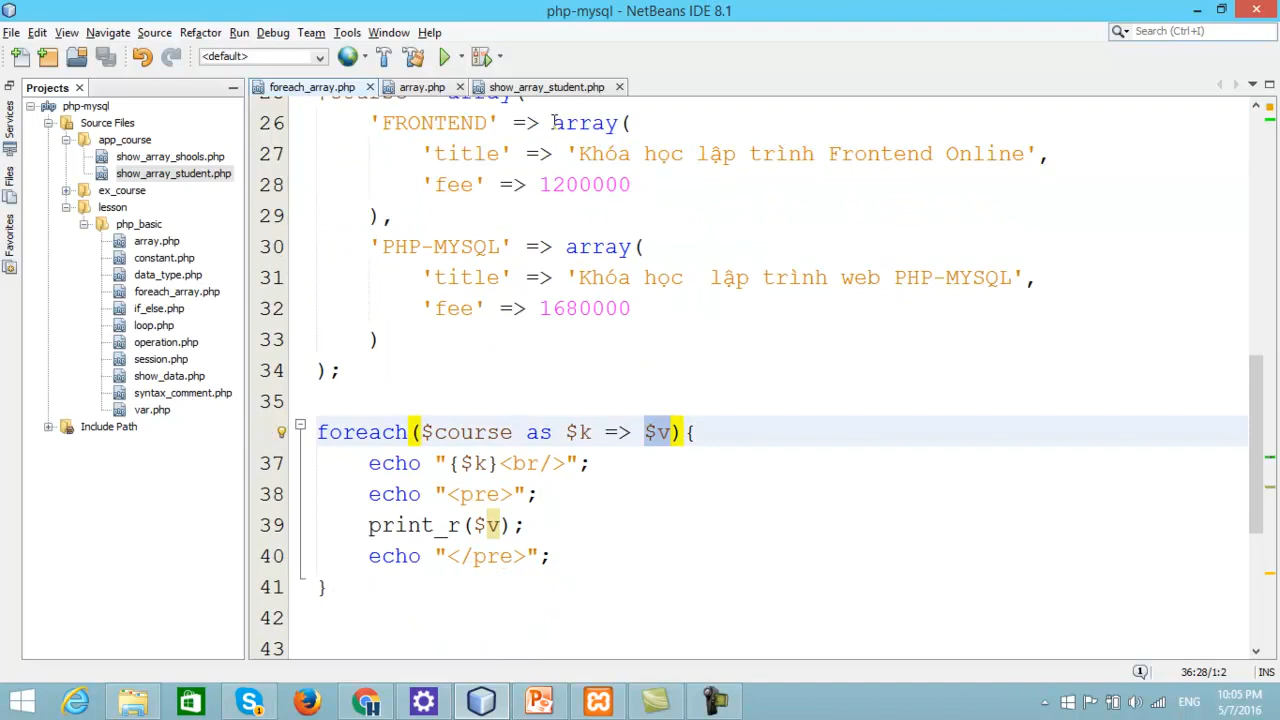 php-mysql - NetBeans IDE 8.1
File Edit View Navigate Source Refactor Run Debug Team Tools Window Help
Search (Ctrl+I)
<default>
Projects
foreach_array.php
array.php
show_array_student.php
Services
Files
Favorites
php-mysql
Source Files
app_course
show_array_shools.php
show_array_student.php
ex_course
lesson
php_basic
array.php
constant.php
data_type.php
foreach_array.php
if_else.php
loop.php
operation.php
session.php
show_data.php
syntax_comment.php
var.php
Include Path
26 'FRONTEND' => array(
27 'title' => 'Khóa học lập trình Frontend Online',
28 'fee' => 1200000
29 ),
30 'PHP-MYSQL' => array(
31 'title' => 'Khóa học  lập trình web PHP-MYSQL',
32 'fee' => 1680000
33 )
34 );
35
foreach($course as $k => $v){
37 echo "{$k}<br/>";
38 echo "<pre>";
39 print_r($v);
40 echo "</pre>";
41 }
42
43
36:28/1:2 INS
ENG
10:05 PM
5/7/2016